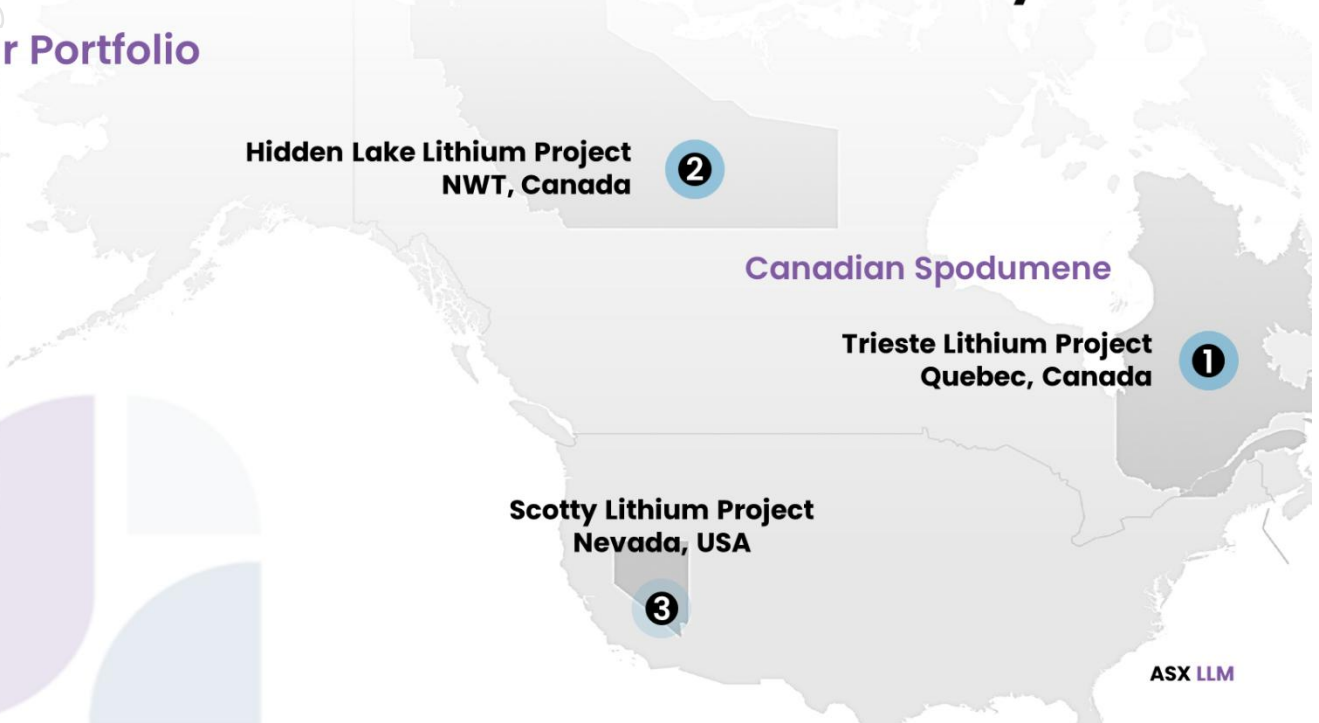 r Portfolio
Hidden Lake Lithium Project
NWT, Canada
2
Canadian Spodumene
Trieste Lithium Project
Quebec, Canada
1
Scotty Lithium Project
Nevada, USA
3
ASX LLM